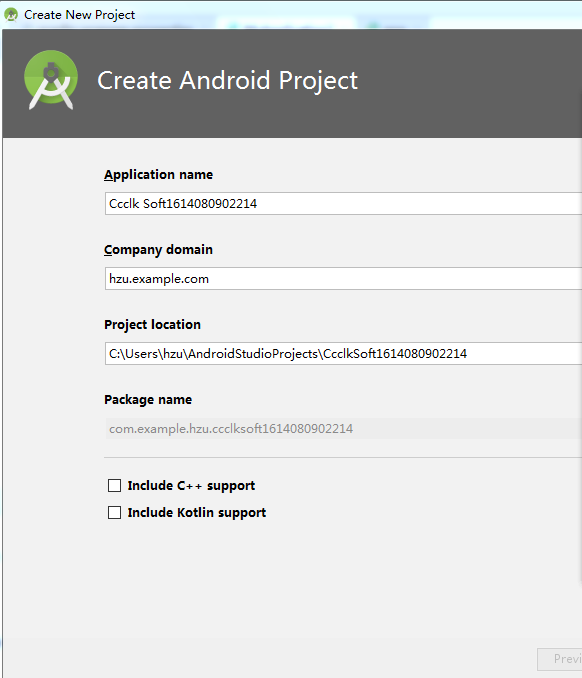 Create New Project
Create Android Project
Application name
Ccclk Soft1614080902214
Company domain
hzu.example.com
Project location
C:\Users\hzu\AndroidStudioProjects\CcclkSoft1614080902214
Package name
com.example.hzu.ccclksoft1614080902214
Include C++ support
Include Kotlin support
Previ